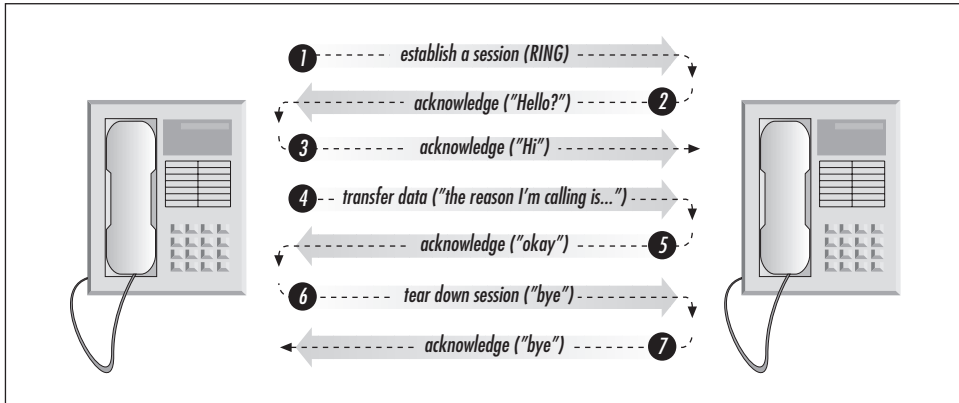 1 establish a session (RING)
acknowledge ("Hello?") 2
3 acknowledge ("Hi")
4 transfer data ("the reason I'm calling is...")
acknowledge ("okay") 5
6 tear down session ("bye")
acknowledge ("bye") 7